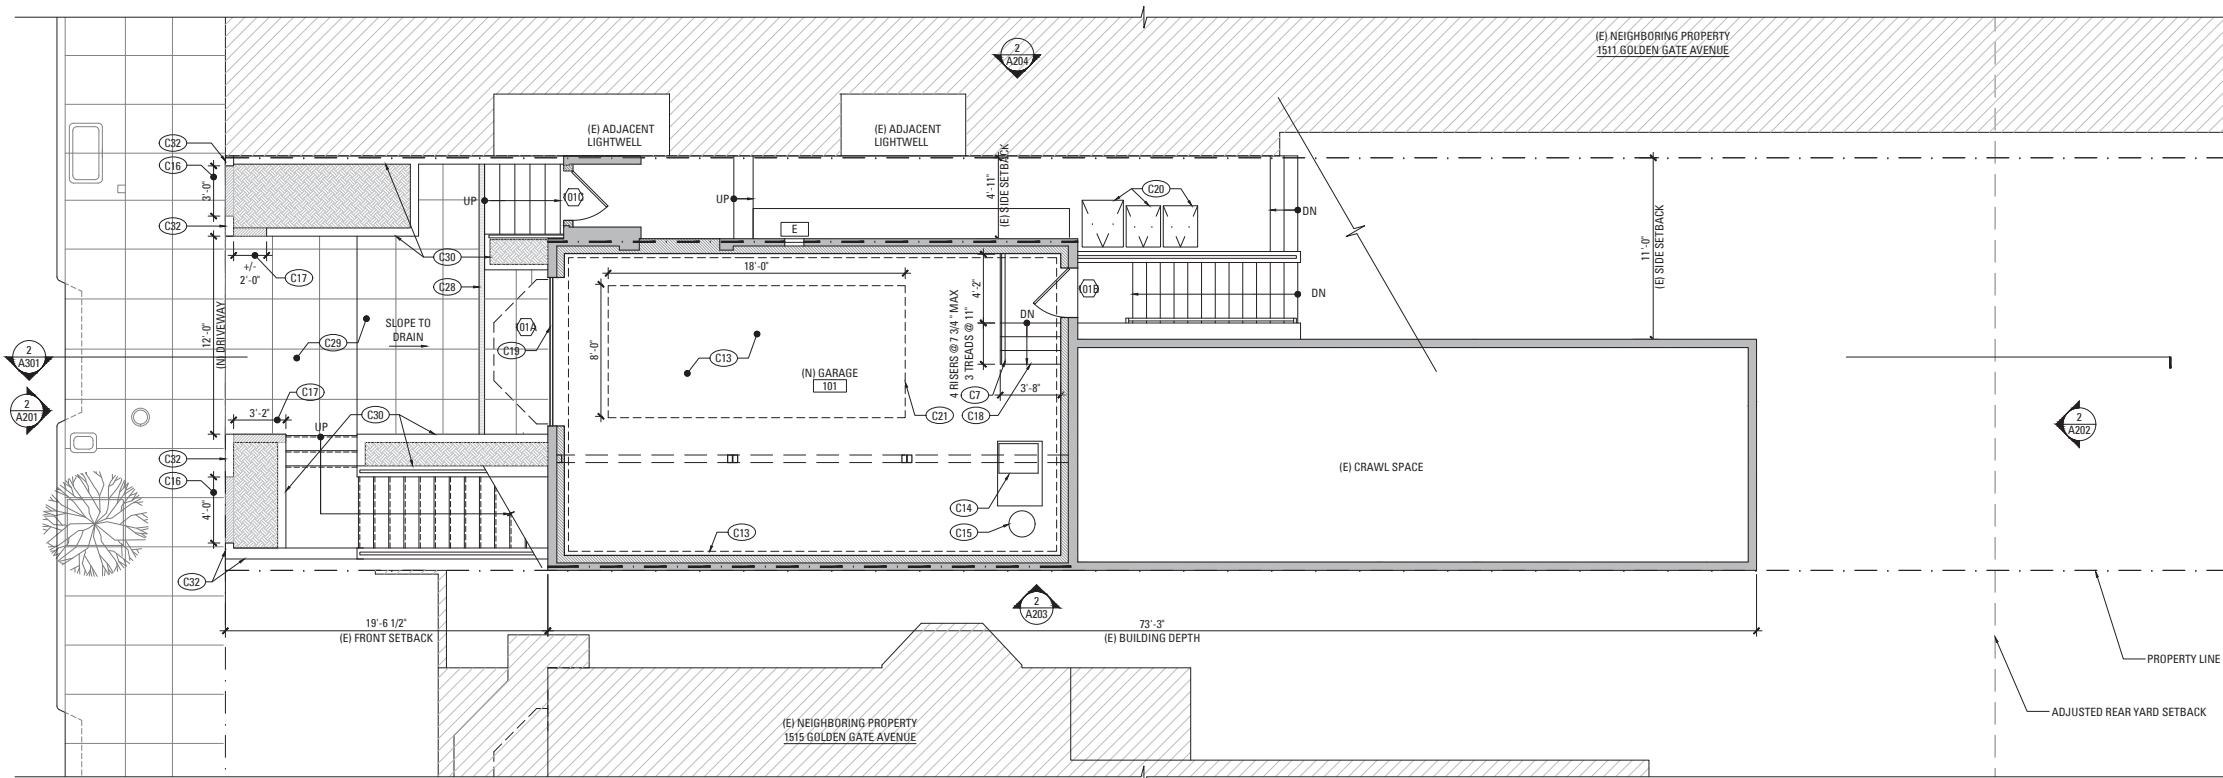 (E) NEIGHBORING PROPERTY
1511 GOLDEN GATE AVENUE
2
A204
(E) ADJACENT
LIGHTWELL
(E) ADJACENT
LIGHTWELL
C32
C16
3'-0"
C32
+/-
2'-0"
C17
UP
101C
UP
4'-11"
(E) SIDE SETBACK
C20
DN
11'-0"
(E) SIDE SETBACK
E
C30
C28
18'-0"
4'-2"
101B
DN
DN
12'-0"
(N) DRIVEWAY
SLOPE TO
DRAIN
C29
101A
C19
8'-0"
C13
(N) GARAGE
101
4 RISERS @ 7 3/4" MAX
3 TREADS @ 11"
C7
3'-8"
C21
C18
2
A301
2
A201
2
A202
C17
3'-2"
C30
UP
C32
C16
4'-0"
C14
C15
C13
(E) CRAWL SPACE
C32
2
A203
19'-6 1/2"
(E) FRONT SETBACK
73'-3"
(E) BUILDING DEPTH
PROPERTY LINE
ADJUSTED REAR YARD SETBACK
(E) NEIGHBORING PROPERTY
1515 GOLDEN GATE AVENUE